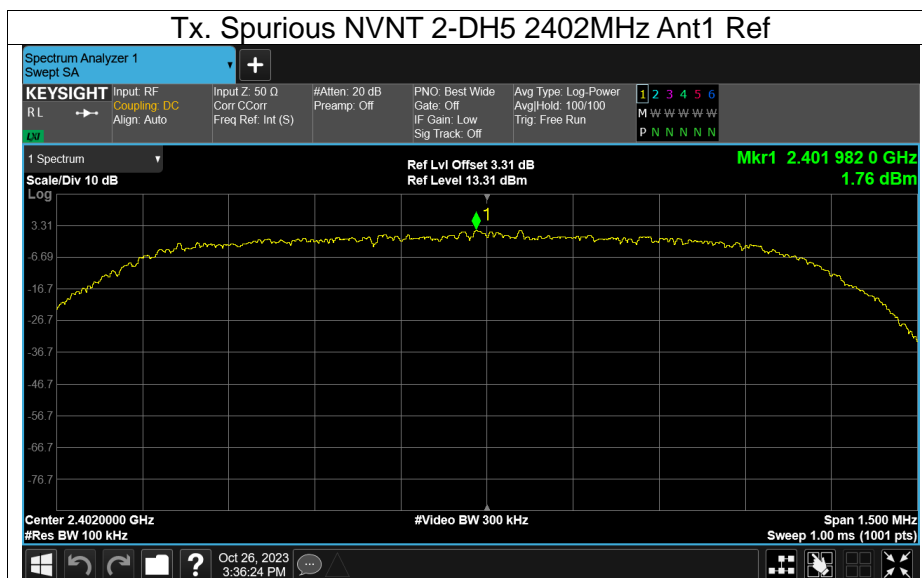 Tx. Spurious NVNT 2-DH5 2402MHz Ant1 Ref
Spectrum Analyzer 1
Swept SA
KEYSIGHT Input: RF Input Z: 50 Ω #Atten: 20 dB PNO: Best Wide Avg Type: Log-Power 1 2 3 4 5 6
R L Coupling: DC Corr CCorr Preamp: Off Gate: Off Avg|Hold: 100/100 M W W W W W
Align: Auto Freq Ref: Int (S) IF Gain: Low Trig: Free Run
LXI Sig Track: Off P N N N N N
1 Spectrum Ref Lvl Offset 3.31 dB Mkr1 2.401 982 0 GHz
Scale/Div 10 dB Ref Level 13.31 dBm 1.76 dBm
Log
1
3.31
-6.69
-16.7
-26.7
-36.7
-46.7
-56.7
-66.7
-76.7
Center 2.4020000 GHz #Video BW 300 kHz Span 1.500 MHz
#Res BW 100 kHz Sweep 1.00 ms (1001 pts)
? Oct 26, 2023
3:36:24 PM